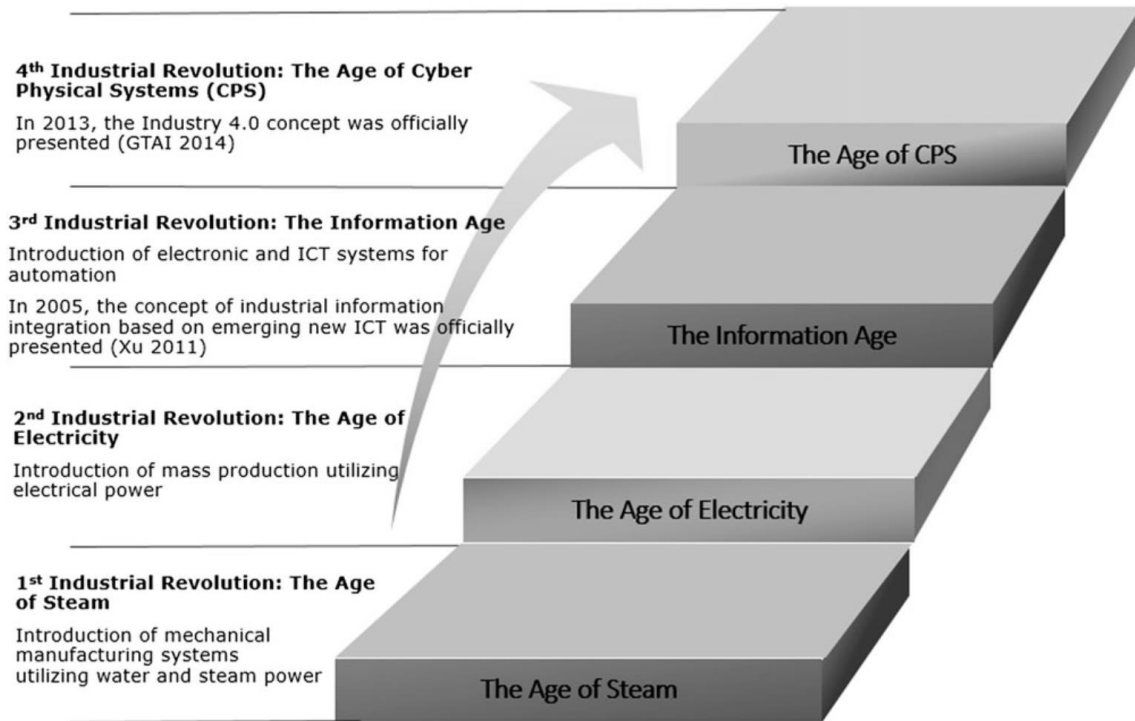 4th Industrial Revolution: The Age of Cyber
Physical Systems (CPS)
In 2013, the Industry 4.0 concept was officially
presented (GTAI 2014)
The Age of CPS
3rd Industrial Revolution: The Information Age
Introduction of electronic and ICT systems for
automation
In 2005, the concept of industrial information
integration based on emerging new ICT was officially
presented (Xu 2011)
The Information Age
2nd Industrial Revolution: The Age of
Electricity
Introduction of mass production utilizing
electrical power
The Age of Electricity
1st Industrial Revolution: The Age
of Steam
Introduction of mechanical
manufacturing systems
utilizing water and steam power
The Age of Steam